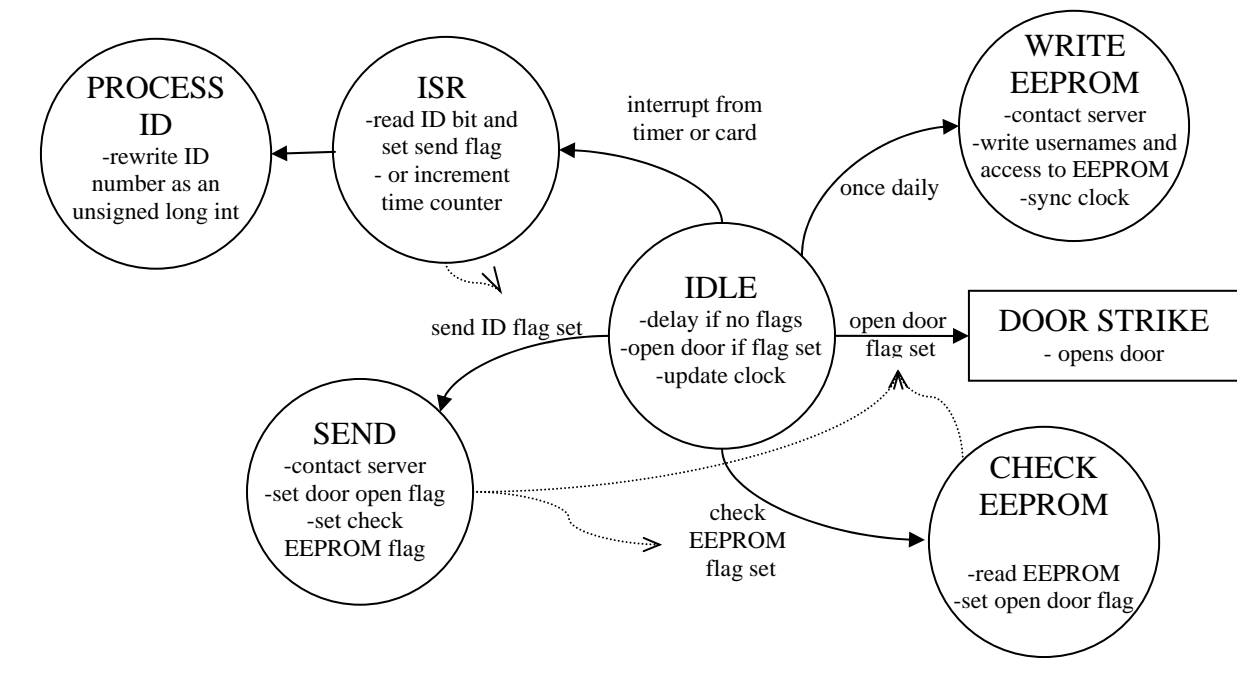 PROCESS
ID
-rewrite ID
number as an
unsigned long int
ISR
-read ID bit and
set send flag
- or increment
time counter
interrupt from
timer or card
WRITE
EEPROM
-contact server
-write usernames and
access to EEPROM
-sync clock
once daily
IDLE
-delay if no flags
-open door if flag set
-update clock
send ID flag set
open door
flag set
DOOR STRIKE
- opens door
SEND
-contact server
-set door open flag
-set check
EEPROM flag
check
EEPROM
flag set
CHECK
EEPROM
-read EEPROM
-set open door flag